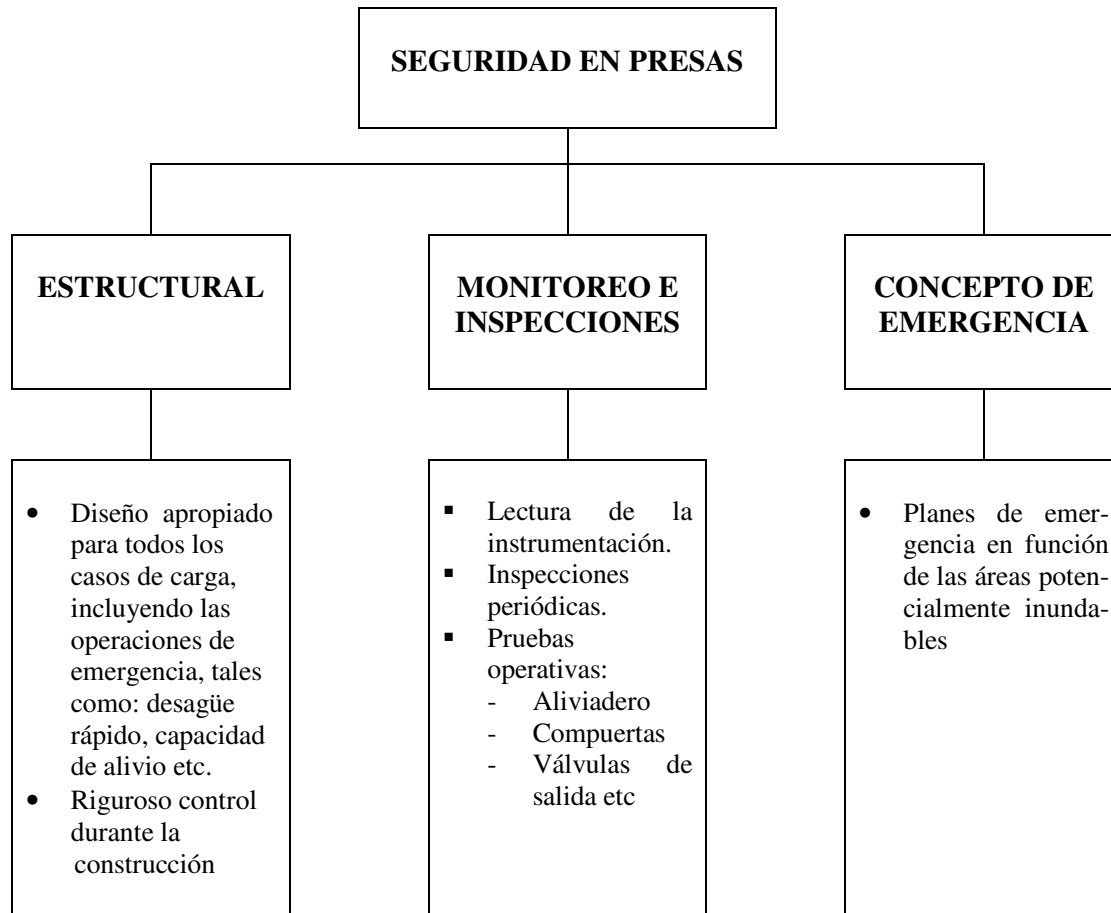 SEGURIDAD EN PRESAS
ESTRUCTURAL
MONITOREO E
INSPECCIONES
CONCEPTO DE
EMERGENCIA
• Diseño apropiado
para todos los
casos de carga,
incluyendo las
operaciones de
emergencia, tales
como: desagüe
rápido, capacidad
de alivio etc.
• Riguroso control
durante la
construcción
▪ Lectura de la
instrumentación.
▪ Inspecciones
periódicas.
▪ Pruebas
operativas:
- Aliviadero
- Compuertas
- Válvulas de
salida etc
• Planes de emer-
gencia en función
de las áreas poten-
cialmente inunda-
bles